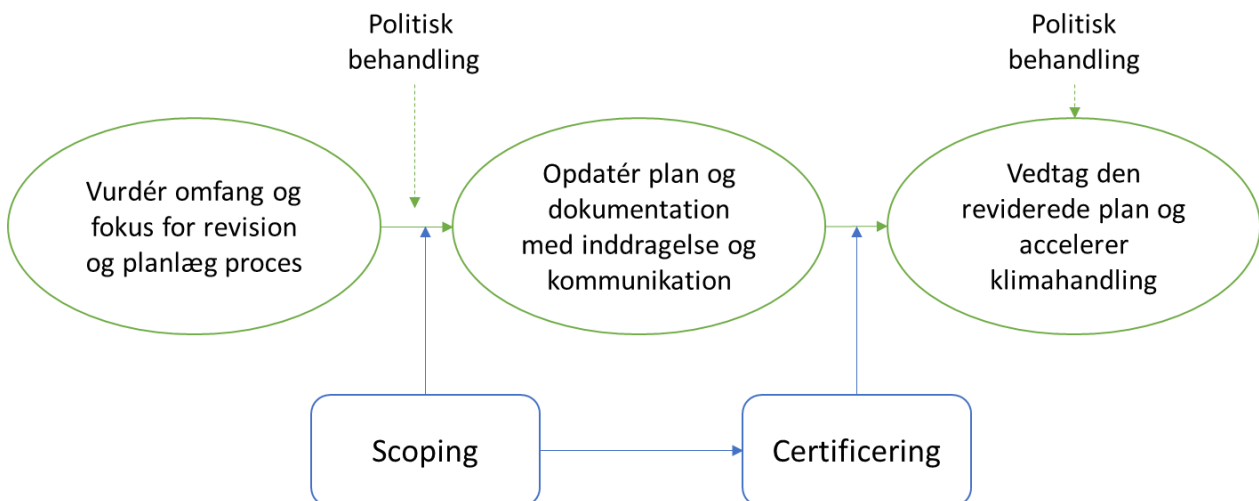 Politisk
behandling
Politisk
behandling
Vurdér omfang og
fokus for revision
og planlæg proces
Opdatér plan og
dokumentation
med inddragelse og
kommunikation
Vedtag den
reviderede plan og
accelerer
klimahandling
Scoping
Certificering